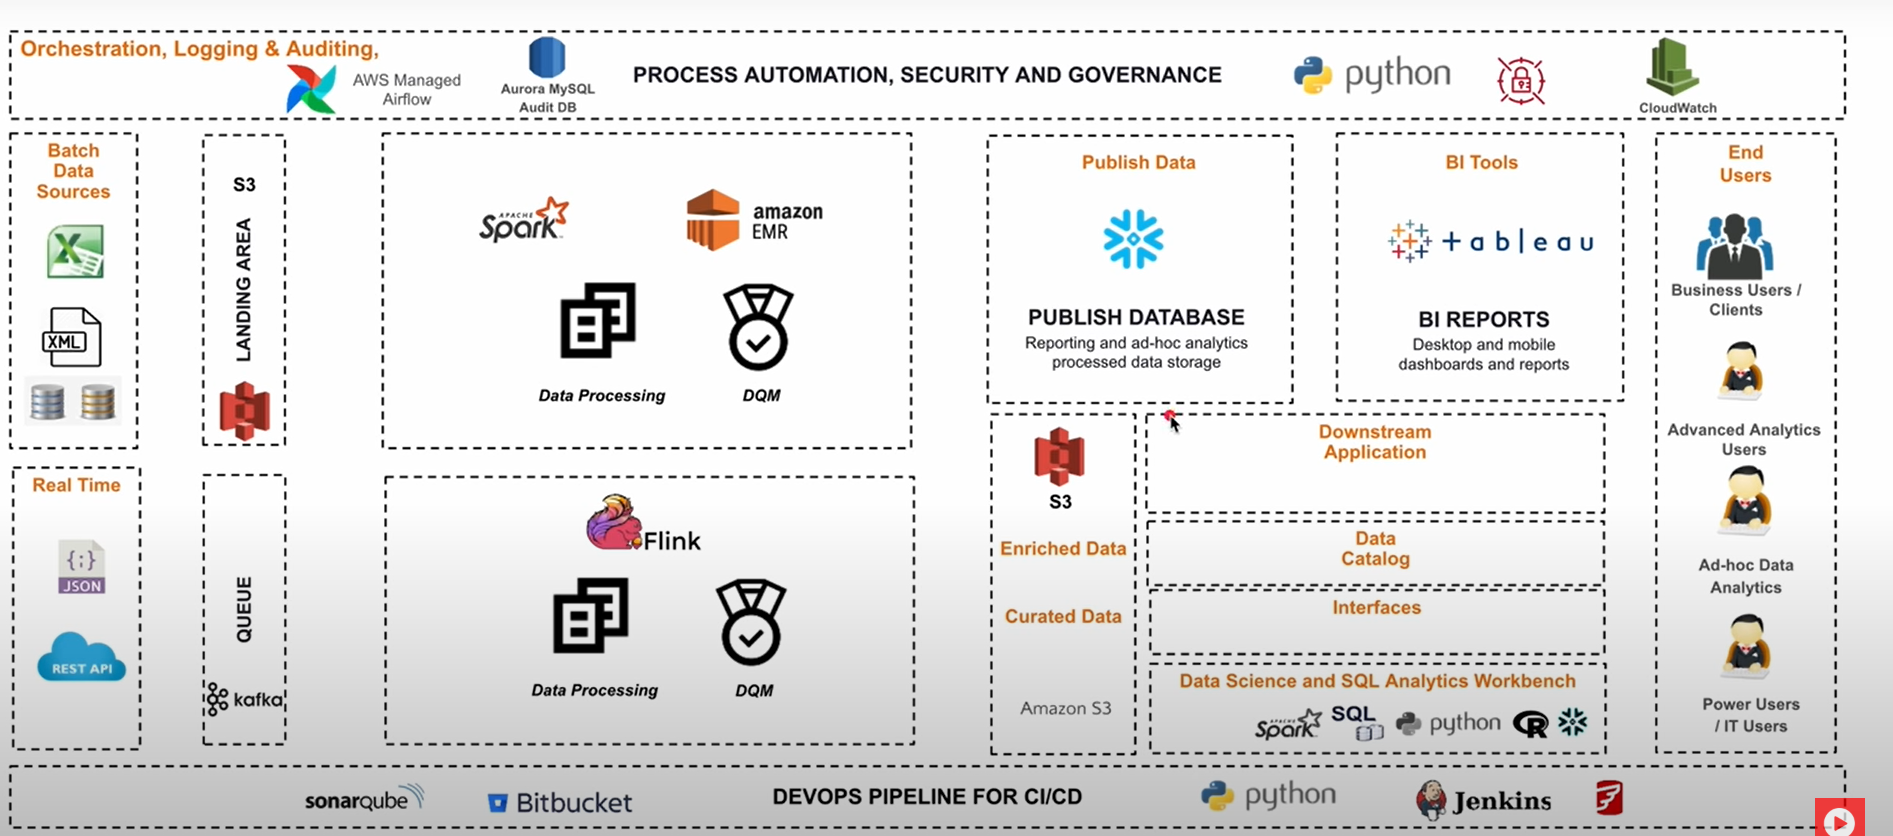 Orchestration, Logging & Auditing,
AWS Managed
Airflow
Aurora MySQL
Audit DB
PROCESS AUTOMATION, SECURITY AND GOVERNANCE
python
CloudWatch
Batch
Data
Sources
XML
S3
LANDING AREA
APACHE
Spark
amazon
EMR
Data Processing
DQM
Publish Data
PUBLISH DATABASE
Reporting and ad-hoc analytics
processed data storage
BI Tools
+ableau
BI REPORTS
Desktop and mobile
dashboards and reports
End
Users
Business Users /
Clients
Advanced Analytics
Users
Ad-hoc Data
Analytics
Power Users
/ IT Users
Real Time
{;}
JSON
REST API
QUEUE
kafka
Flink
Data Processing
DQM
S3
Enriched Data
Curated Data
Amazon S3
Downstream
Application
Data
Catalog
Interfaces
Data Science and SQL Analytics Workbench
APACHE
Spark
SQL
python
R
sonarqube
Bitbucket
DEVOPS PIPELINE FOR CI/CD
python
Jenkins